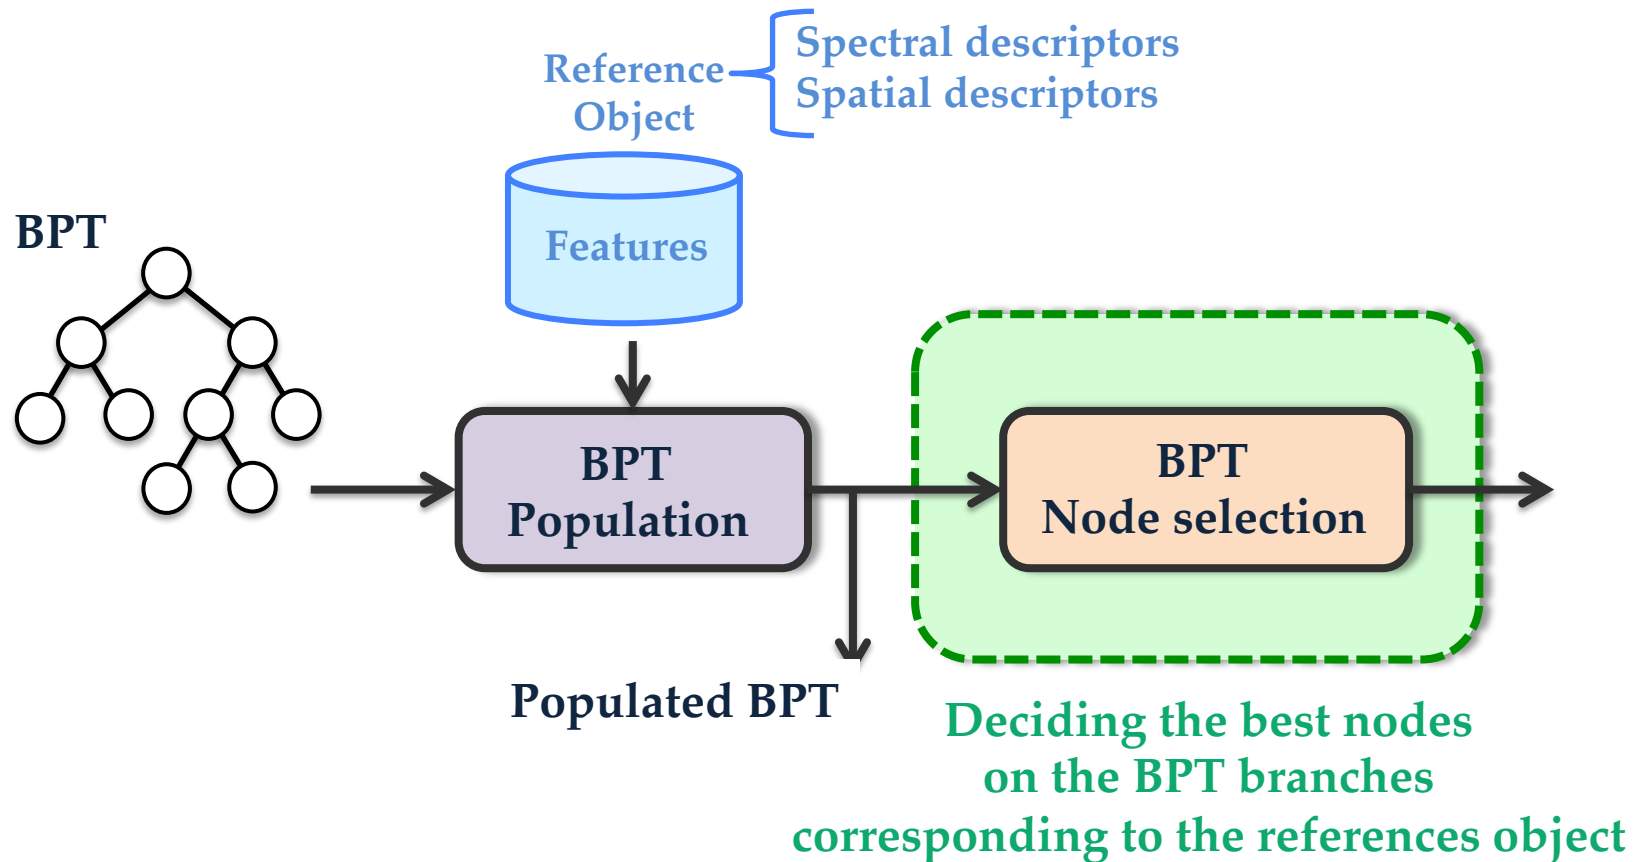 Spectral descriptors
Reference
Spatial descriptors
Object
BPT
Features
BPT
Population
BPT
Node selection
Populated BPT
Deciding the best nodes
on the BPT branches
corresponding to the references object